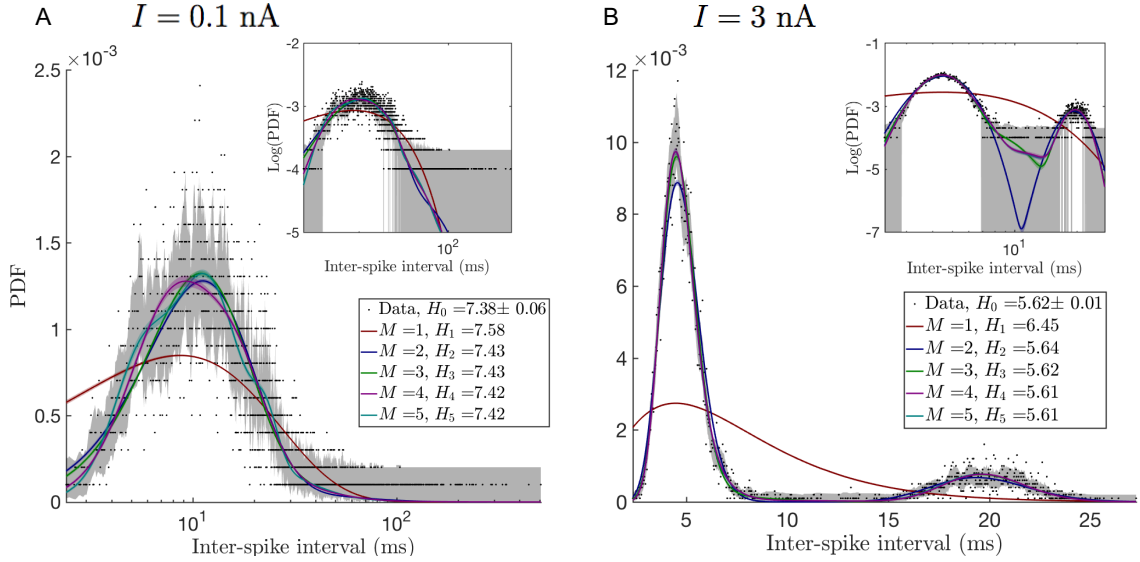 A
I = 0.1 nA
×10⁻³
2.5
2
1.5
1
0.5
0
PDF
10¹
10²
Inter-spike interval (ms)
-2
-3
-4
-5
Log(PDF)
10²
Inter-spike interval (ms)
Data, H₀ =7.38± 0.06
M =1, H₁ =7.58
M =2, H₂ =7.43
M =3, H₃ =7.43
M =4, H₄ =7.42
M =5, H₅ =7.42
B
I = 3 nA
×10⁻³
12
10
8
6
4
2
0
5
10
15
20
25
Inter-spike interval (ms)
-1
-3
-5
-7
Log(PDF)
10¹
Inter-spike interval (ms)
Data, H₀ =5.62± 0.01
M =1, H₁ =6.45
M =2, H₂ =5.64
M =3, H₃ =5.62
M =4, H₄ =5.61
M =5, H₅ =5.61